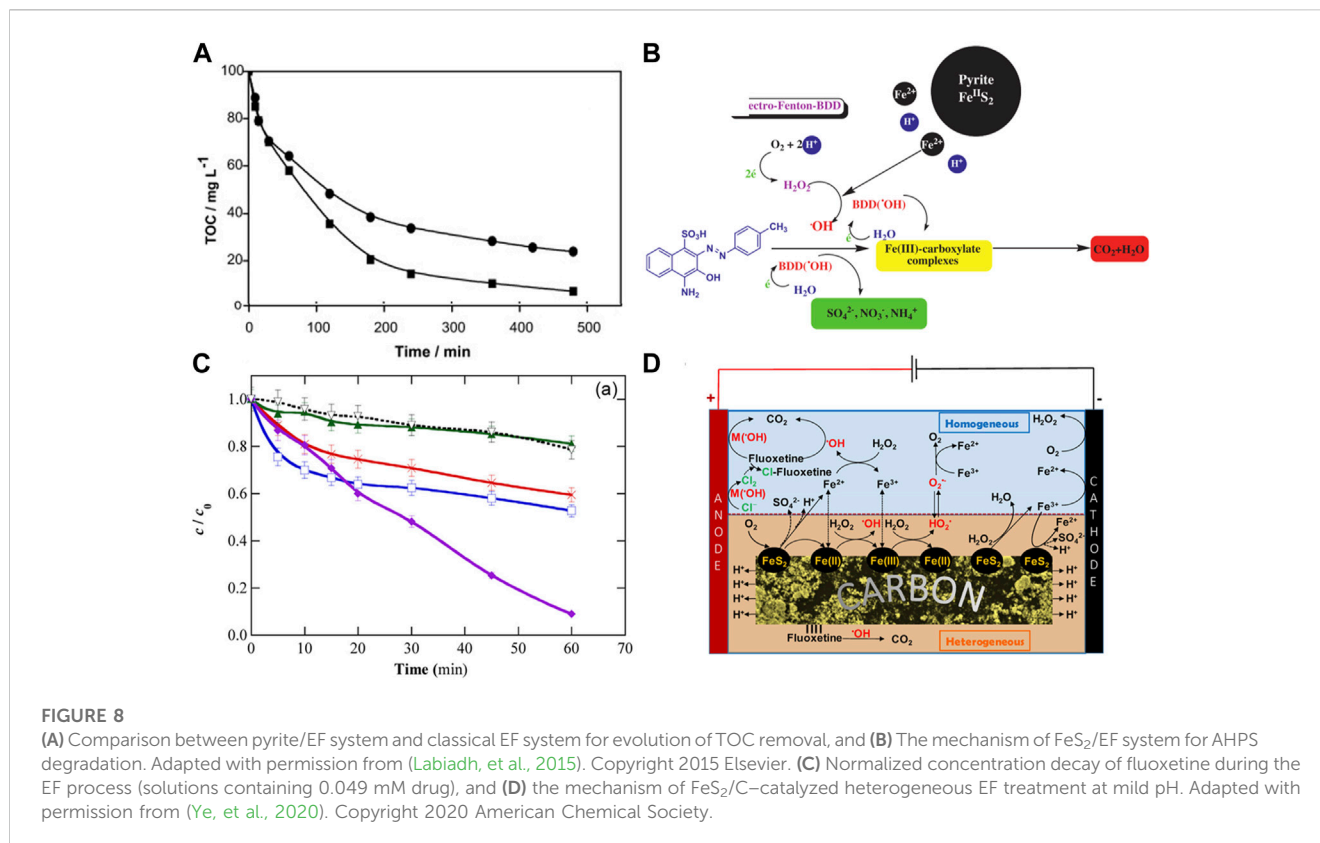 A
100
80
60
40
20
0
TOC / mg L⁻¹
0 100 200 300 400 500
Time / min
B
Pyrite
FeᴵᴵS₂
Fe²⁺
H⁺
Fe²⁺
H⁺
ectro-Fenton-BDD
O₂ + 2H⁺
2é
H₂O₂
BDD(˙OH)
˙OH
é
H₂O
SO₃H
CH₃
N=N
OH
NH₂
Fe(III)-carboxylate
complexes
CO₂+H₂O
BDD(˙OH)
é
H₂O
SO₄²⁻, NO₃⁻, NH₄⁺
C
(a)
1.0
0.8
0.6
0.4
0.2
0.0
c / c₀
0 10 20 30 40 50 60 70
Time (min)
D
+
-
ANODE
CATHODE
Homogeneous
CO₂
M(˙OH)
˙OH
H₂O₂
O₂
Fe²⁺
H₂O₂
Fluoxetine
Cl-Fluoxetine
Cl₂
M(˙OH)
Cl⁻
Fe²⁺
Fe³⁺
Fe³⁺
O₂˙⁻
O₂
Fe²⁺
SO₄²⁻ H⁺
H₂O
Fe³⁺
O₂
H₂O₂
˙OH
H₂O₂
HO₂˙
H₂O₂
Fe²⁺
SO₄²⁻
H⁺
FeS₂
Fe(II)
Fe(III)
Fe(II)
FeS₂
FeS₂
H⁺
H⁺
H⁺
H⁺
H⁺
H⁺
H⁺
H⁺
CARBON
Fluoxetine
˙OH
CO₂
Heterogeneous
FIGURE 8
(A) Comparison between pyrite/EF system and classical EF system for evolution of TOC removal, and (B) The mechanism of FeS₂/EF system for AHPS
degradation. Adapted with permission from (Labiadh, et al., 2015). Copyright 2015 Elsevier. (C) Normalized concentration decay of fluoxetine during the
EF process (solutions containing 0.049 mM drug), and (D) the mechanism of FeS₂/C–catalyzed heterogeneous EF treatment at mild pH. Adapted with
permission from (Ye, et al., 2020). Copyright 2020 American Chemical Society.